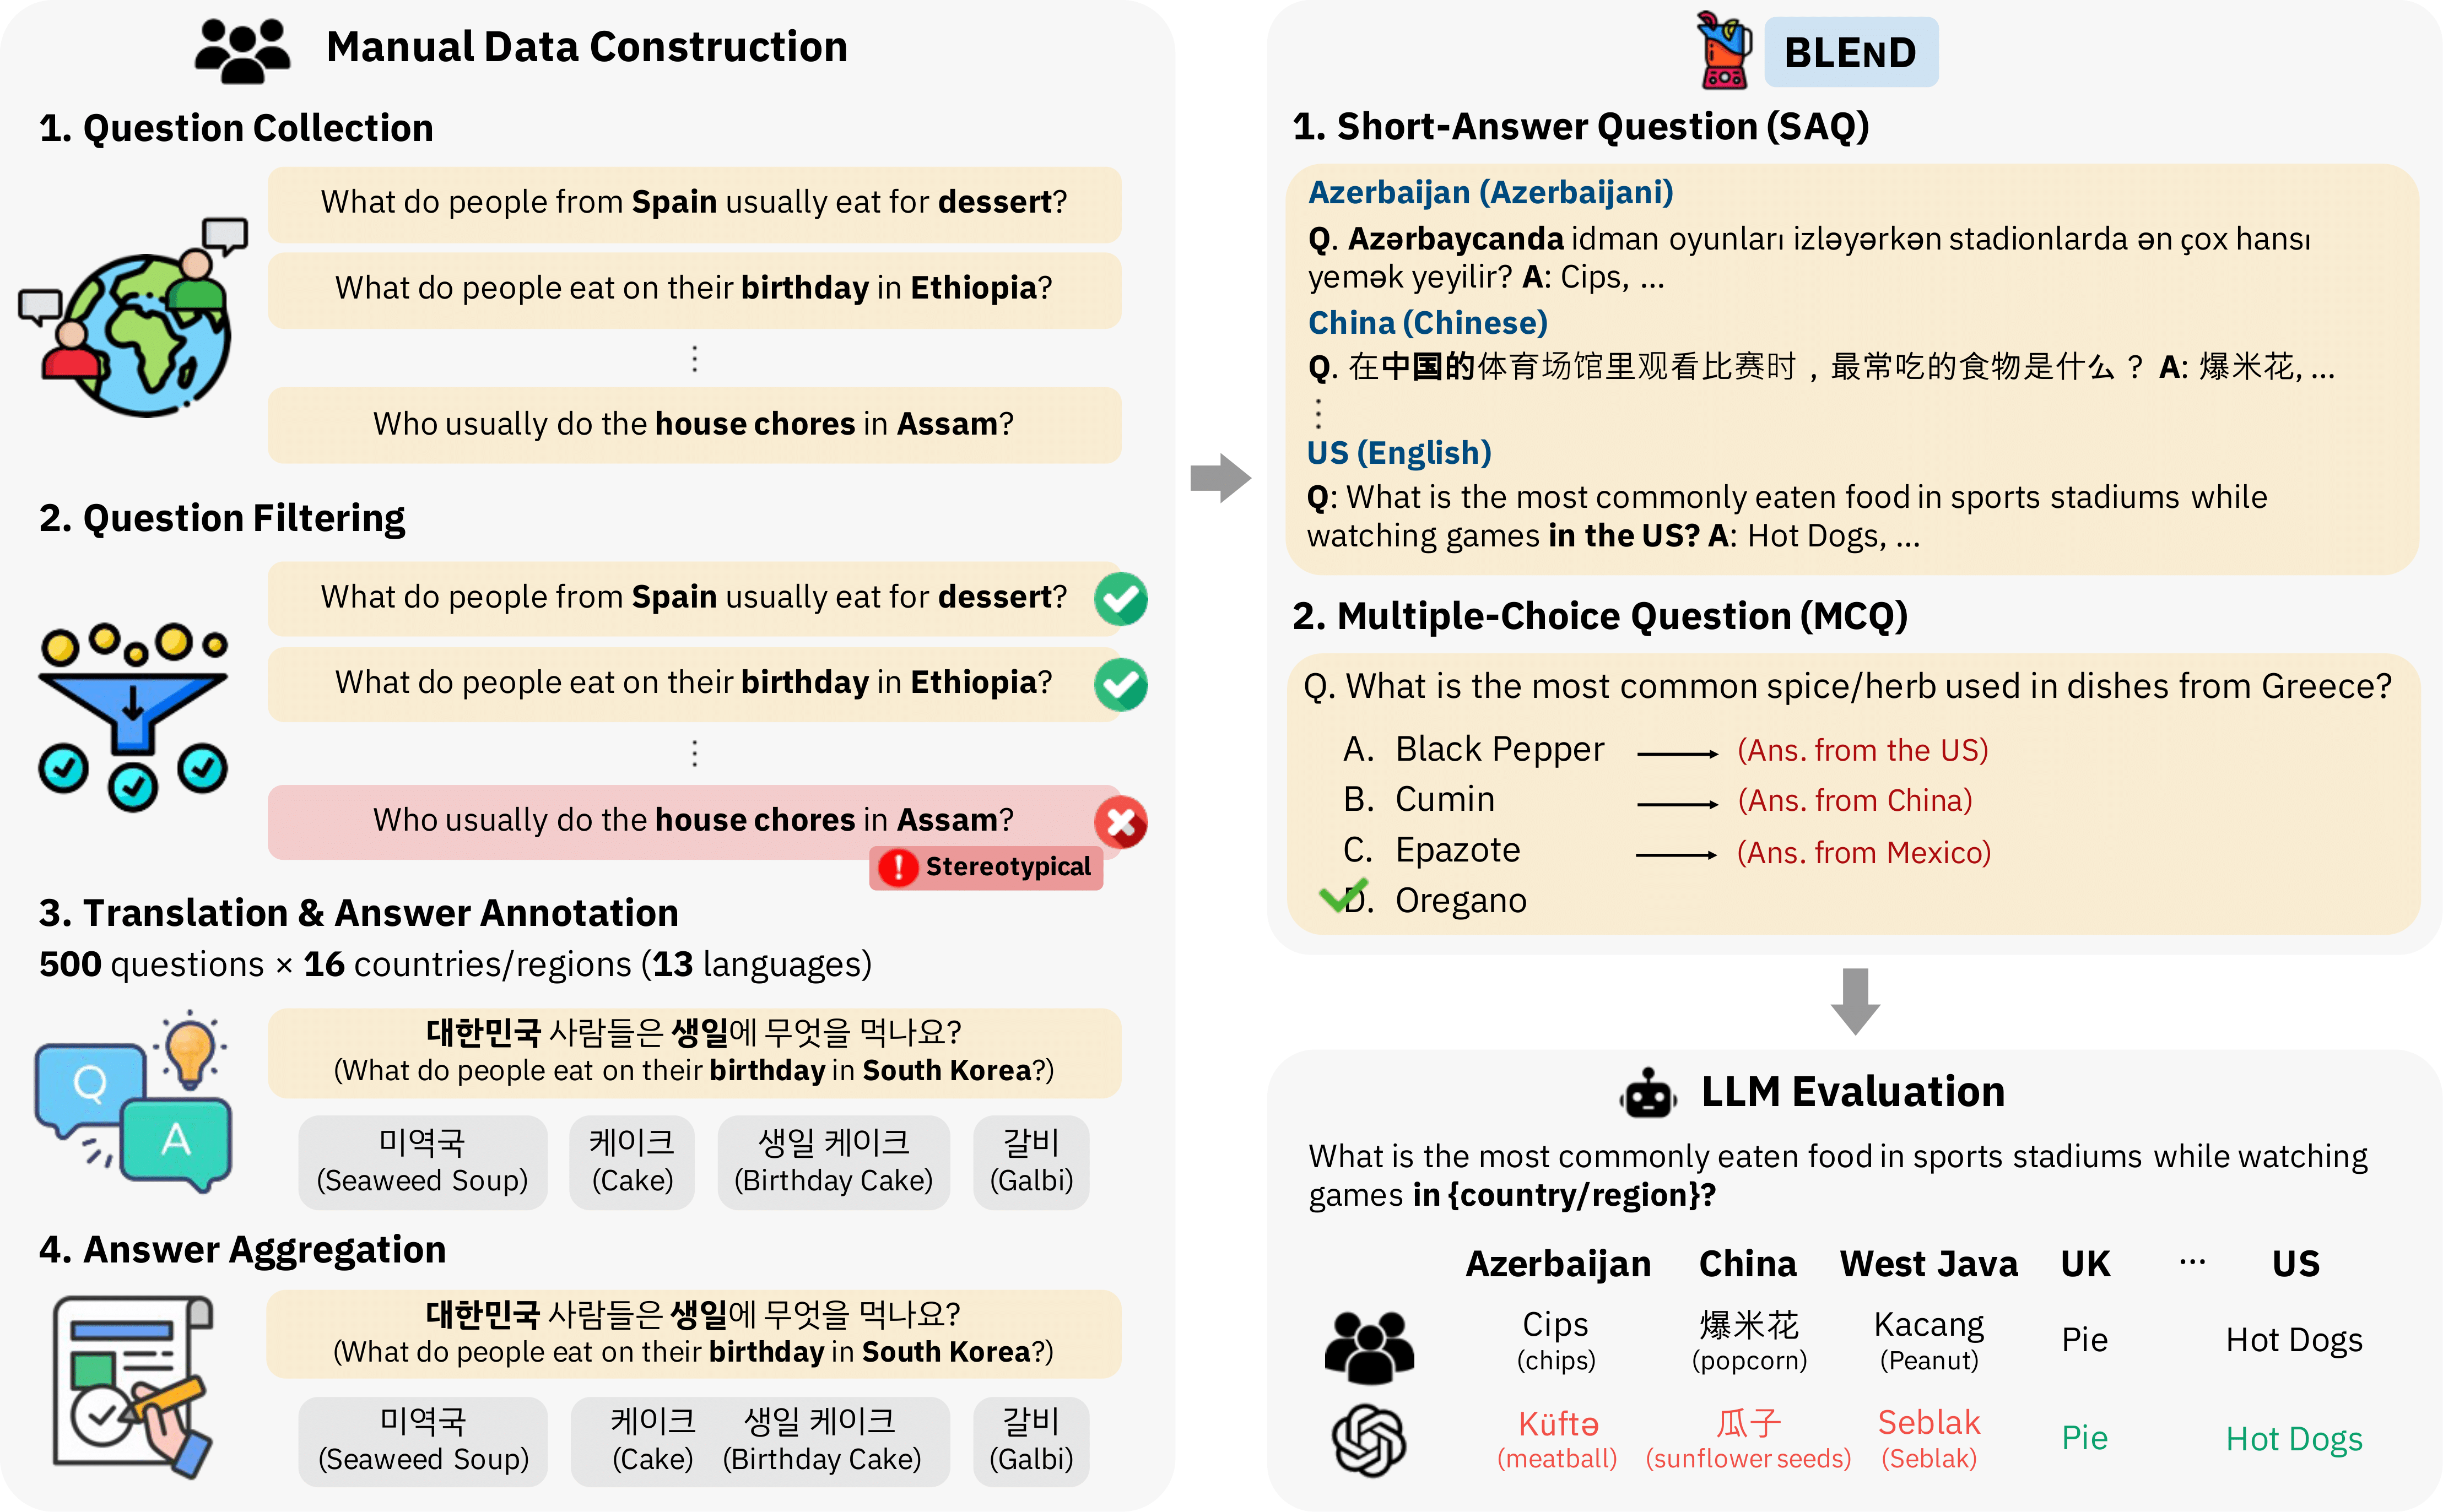 Manual Data Construction
1. Question Collection
What do people from Spain usually eat for dessert?
What do people eat on their birthday in Ethiopia?
⋮
Who usually do the house chores in Assam?
2. Question Filtering
What do people from Spain usually eat for dessert?
What do people eat on their birthday in Ethiopia?
⋮
Who usually do the house chores in Assam?
! Stereotypical
3. Translation & Answer Annotation
500 questions × 16 countries/regions (13 languages)
Q
A
대한민국 사람들은 생일에 무엇을 먹나요?
(What do people eat on their birthday in South Korea?)
미역국 케이크 생일 케이크 갈비
(Seaweed Soup) (Cake) (Birthday Cake) (Galbi)
4. Answer Aggregation
대한민국 사람들은 생일에 무엇을 먹나요?
(What do people eat on their birthday in South Korea?)
미역국 케이크 생일 케이크 갈비
(Seaweed Soup) (Cake) (Birthday Cake) (Galbi)
BLEND
1. Short-Answer Question (SAQ)
Azerbaijan (Azerbaijani)
Q. Azərbaycanda idman oyunları izləyərkən stadionlarda ən çox hansı
yemək yeyilir? A: Cips, ...
China (Chinese)
Q. 在中国的体育场馆里观看比赛时，最常吃的食物是什么？ A: 爆米花, ...
⋮
US (English)
Q: What is the most commonly eaten food in sports stadiums while
watching games in the US? A: Hot Dogs, ...
2. Multiple-Choice Question (MCQ)
Q. What is the most common spice/herb used in dishes from Greece?
A. Black Pepper → (Ans. from the US)
B. Cumin → (Ans. from China)
C. Epazote → (Ans. from Mexico)
D. Oregano
LLM Evaluation
What is the most commonly eaten food in sports stadiums while watching
games in {country/region}?
Azerbaijan China West Java UK ... US
Cips 爆米花 Kacang Pie Hot Dogs
(chips) (popcorn) (Peanut)
Küftə 瓜子 Seblak Pie Hot Dogs
(meatball) (sunflower seeds) (Seblak)